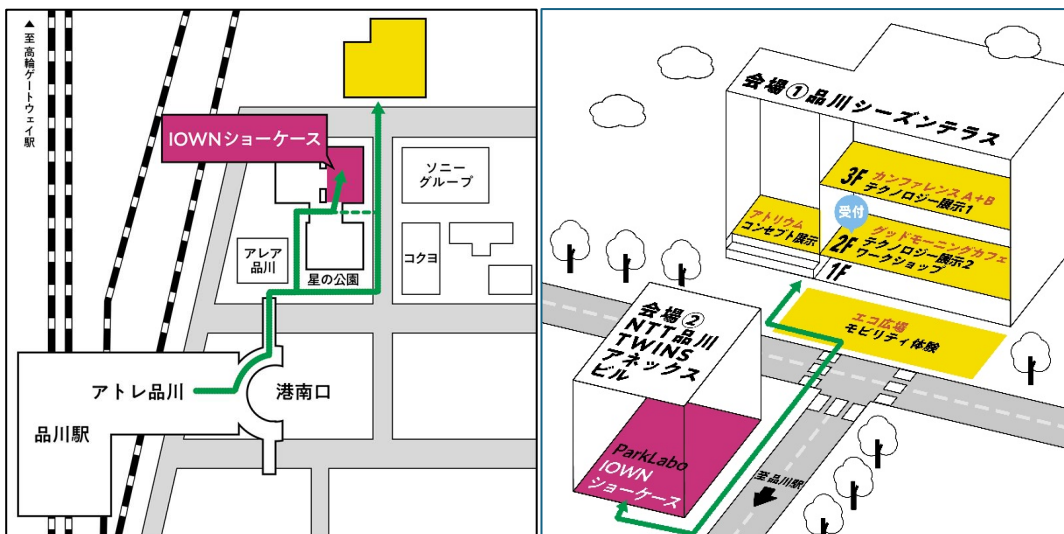 ▲至 高輪ゲートウェイ駅
IOWNショーケース
ソニー
グループ
アレア
品川
星の公園
コクヨ
アトレ品川
港南口
品川駅
会場①品川シーズンテラス
3F カンファレンス A+B
テクノロジー展示1
受付
アトリウム
コンセプト展示
2F グッドモーニングカフェ
テクノロジー展示2
ワークショップ
1F
エコ広場
モビリティ体験
会場②
NTT品川
TWINS
アネックス
ビル
ParkLabo
IOWN
ショーケース
至品川駅